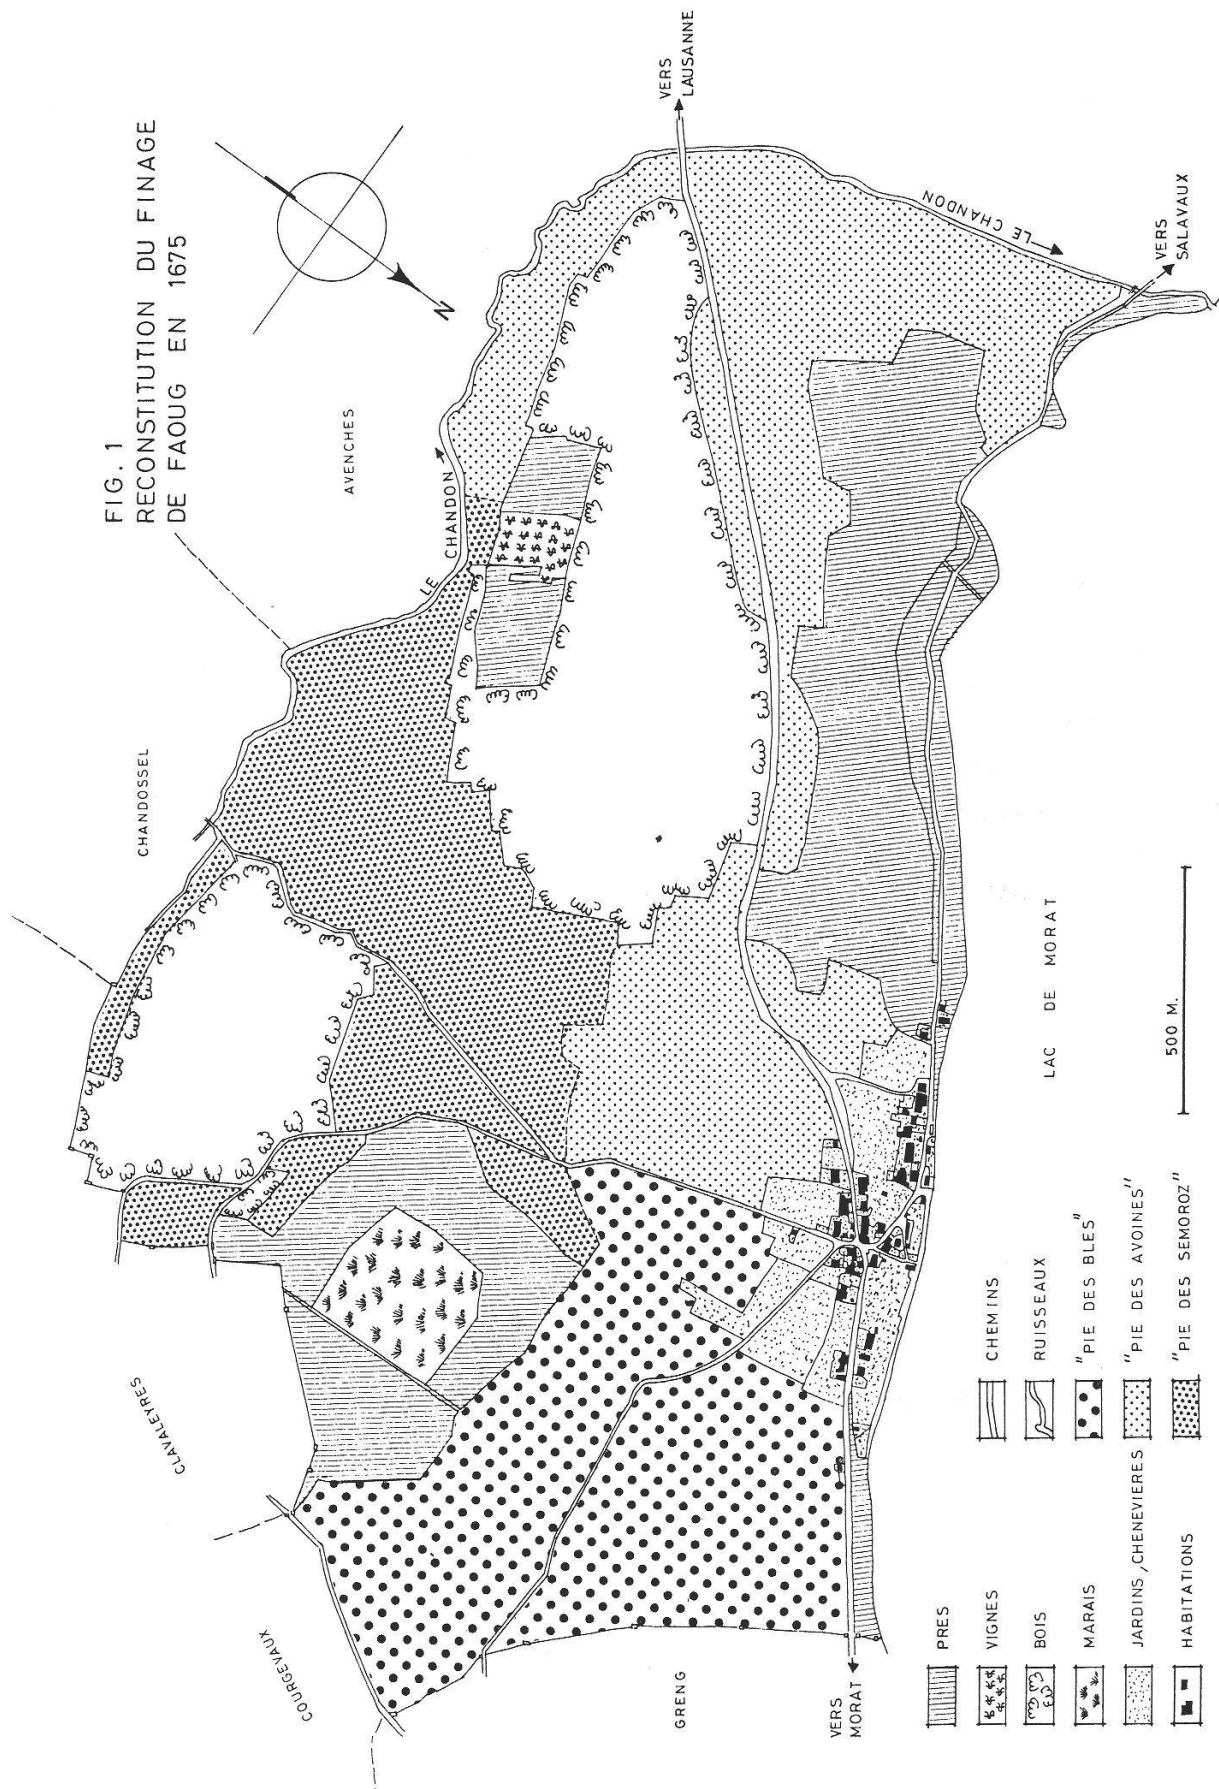 FIG. 1
RECONSTITUTION DU FINAGE
DE FAOUG EN 1675
N
AVENCHES
CHANDOSSEL
CLAVALEYRES
COURGEVAUX
GRENG
LE CHANDON
VERS
LAUSANNE
LE CHANDON
VERS
SALAVAUX
VERS
MORAT
LAC DE MORAT
500 M.
PRES
VIGNES
BOIS
MARAIS
JARDINS, CHENEVIERES
HABITATIONS
CHEMINS
RUISSEAUX
"PIE DES BLES"
"PIE DES AVOINES"
"PIE DES SEMOROZ"